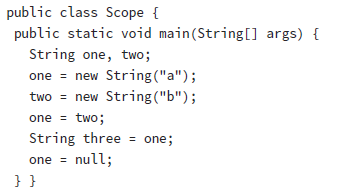 public class Scope {
public static void main(String[] args) {
String one, two;
one = new String("a");
two = new String("b");
one = two;
String three = one;
one = null;
} }